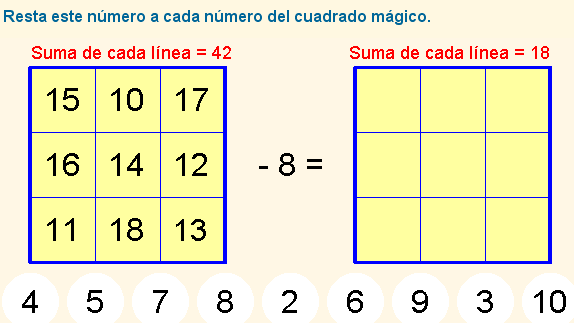 Resta este número a cada número del cuadrado mágico.
Suma de cada línea = 42
Suma de cada línea = 18
15 10 17
16 14 12
11 18 13
- 8 =
4 5 7 8 2 6 9 3 10